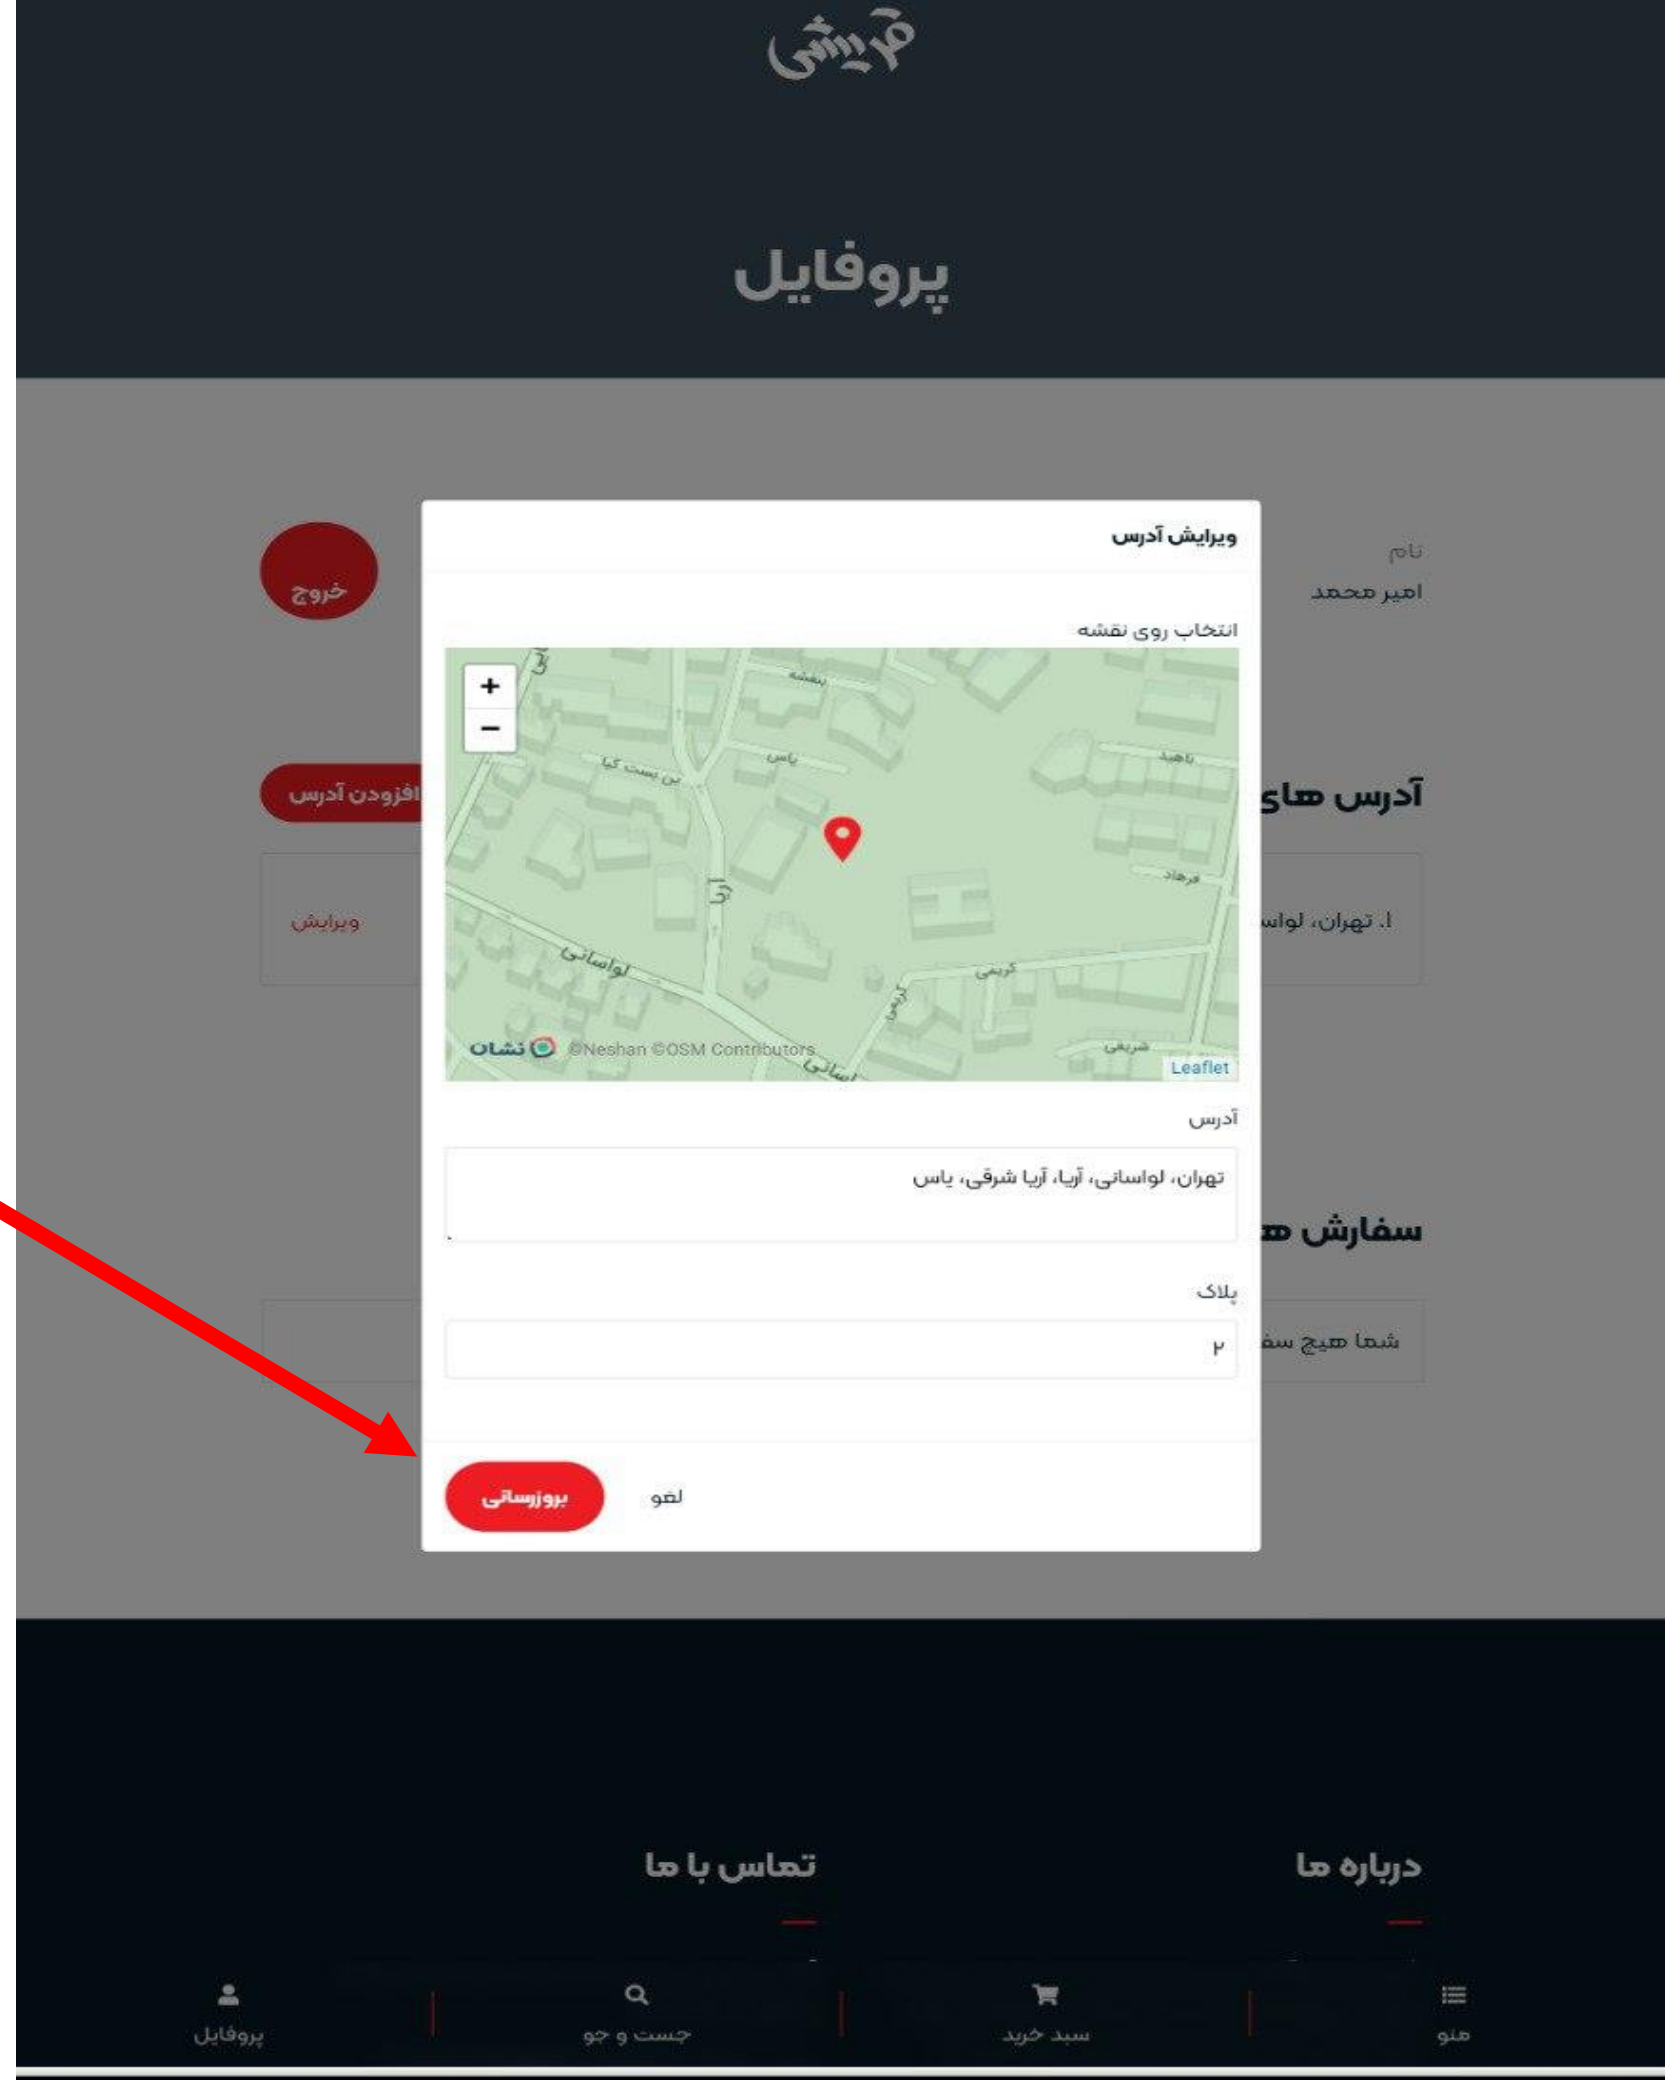 قریشی
پروفایل
نام
امیر محمد
خروج
آدرس های
افزودن آدرس
۱. تهران، لواس
ویرایش
ویرایش آدرس
انتخاب روی نقشه
+
−
بنفشه
یاس
بن بست کیا
ناهید
فرهاد
آریا
لواسانی
کریمی
کریمی
شریفی
نشان ©Neshan ©OSM Contributors
Leaflet
آدرس
تهران، لواسانی، آریا، آریا شرقی، یاس
پلاک
۲
لغو
بروزرسانی
سفارش ه
شما هیچ سف
درباره ما
تماس با ما
منو
سبد خرید
جست و جو
پروفایل